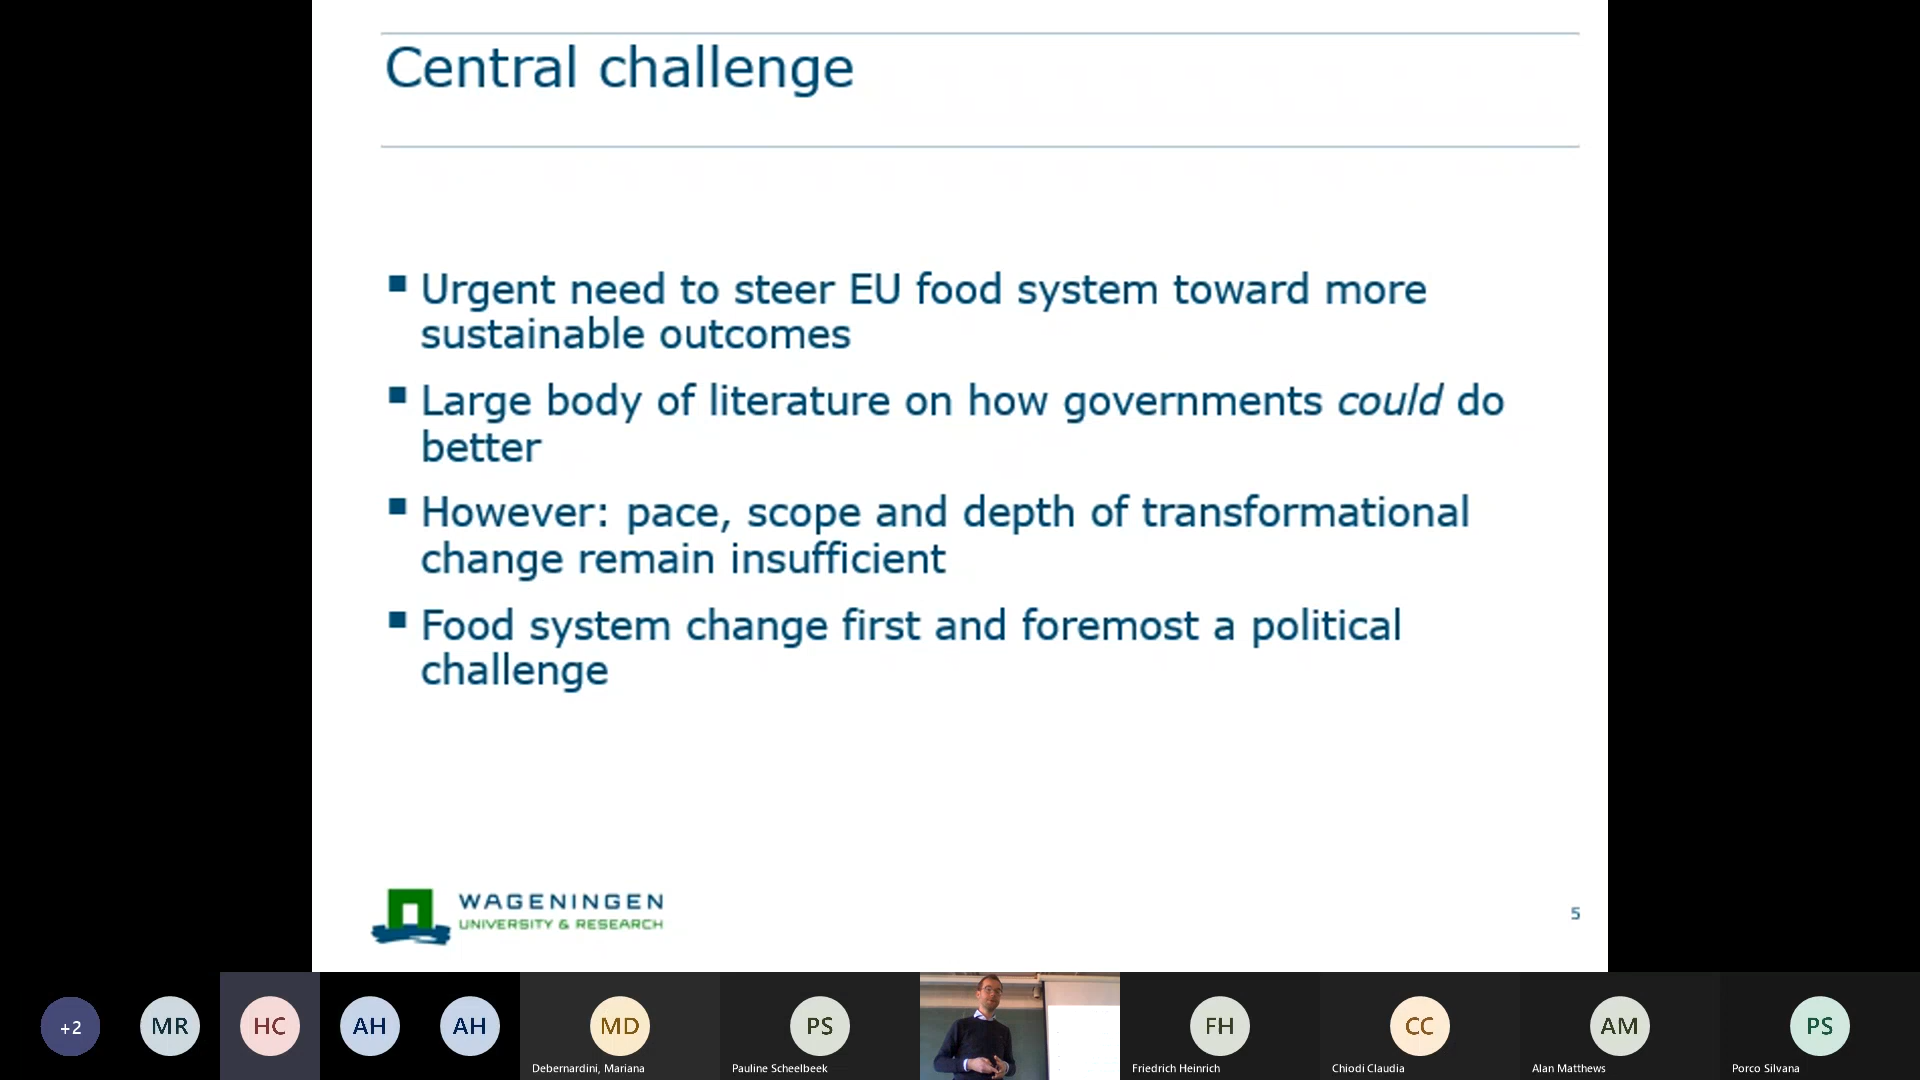 Central challenge
Urgent need to steer EU food system toward more
sustainable outcomes
Large body of literature on how governments could do
better
However: pace, scope and depth of transformational
change remain insufficient
Food system change first and foremost a political
challenge
WAGENINGEN
UNIVERSITY & RESEARCH
5
+2
MR
HC
AH
AH
MD
PS
FH
CC
AM
PS
Debernardini, Mariana
Pauline Scheelbeek
Friedrich Heinrich
Chiodi Claudia
Alan Matthews
Porco Silvana